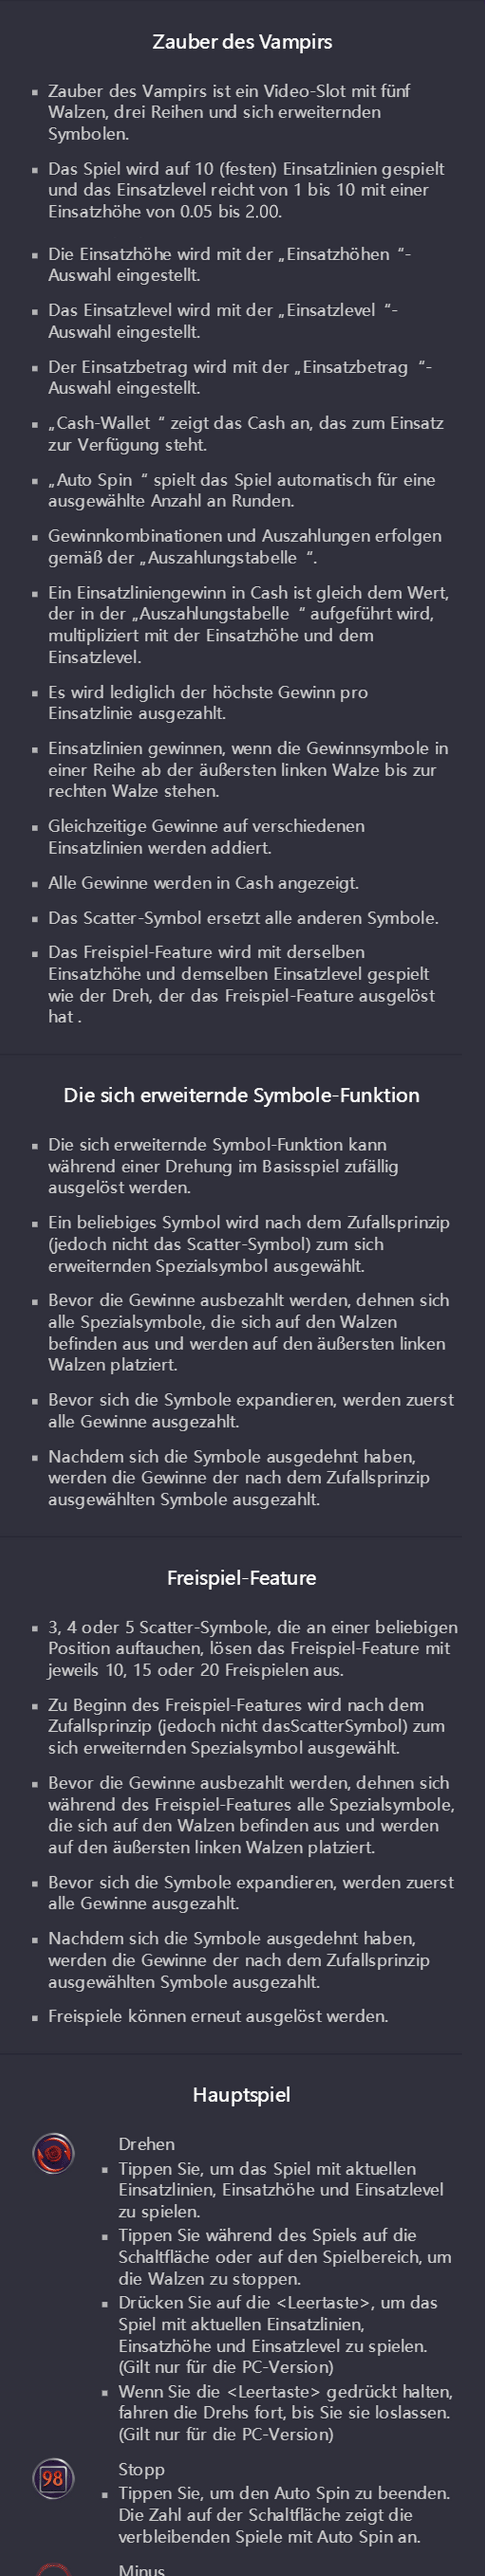 Zauber des Vampirs
Zauber des Vampirs ist ein Video-Slot mit fünf
Walzen, drei Reihen und sich erweiternden
Symbolen.
Das Spiel wird auf 10 (festen) Einsatzlinien gespielt
und das Einsatzlevel reicht von 1 bis 10 mit einer
Einsatzhöhe von 0.05 bis 2.00.
Die Einsatzhöhe wird mit der „Einsatzhöhen “-
Auswahl eingestellt.
Das Einsatzlevel wird mit der „Einsatzlevel “-
Auswahl eingestellt.
Der Einsatzbetrag wird mit der „Einsatzbetrag “-
Auswahl eingestellt.
„Cash-Wallet “ zeigt das Cash an, das zum Einsatz
zur Verfügung steht.
„Auto Spin “ spielt das Spiel automatisch für eine
ausgewählte Anzahl an Runden.
Gewinnkombinationen und Auszahlungen erfolgen
gemäß der „Auszahlungstabelle “.
Ein Einsatzliniengewinn in Cash ist gleich dem Wert,
der in der „Auszahlungstabelle “ aufgeführt wird,
multipliziert mit der Einsatzhöhe und dem
Einsatzlevel.
Es wird lediglich der höchste Gewinn pro
Einsatzlinie ausgezahlt.
Einsatzlinien gewinnen, wenn die Gewinnsymbole in
einer Reihe ab der äußersten linken Walze bis zur
rechten Walze stehen.
Gleichzeitige Gewinne auf verschiedenen
Einsatzlinien werden addiert.
Alle Gewinne werden in Cash angezeigt.
Das Scatter-Symbol ersetzt alle anderen Symbole.
Das Freispiel-Feature wird mit derselben
Einsatzhöhe und demselben Einsatzlevel gespielt
wie der Dreh, der das Freispiel-Feature ausgelöst
hat .
Die sich erweiternde Symbole-Funktion
Die sich erweiternde Symbol-Funktion kann
während einer Drehung im Basisspiel zufällig
ausgelöst werden.
Ein beliebiges Symbol wird nach dem Zufallsprinzip
(jedoch nicht das Scatter-Symbol) zum sich
erweiternden Spezialsymbol ausgewählt.
Bevor die Gewinne ausbezahlt werden, dehnen sich
alle Spezialsymbole, die sich auf den Walzen
befinden aus und werden auf den äußersten linken
Walzen platziert.
Bevor sich die Symbole expandieren, werden zuerst
alle Gewinne ausgezahlt.
Nachdem sich die Symbole ausgedehnt haben,
werden die Gewinne der nach dem Zufallsprinzip
ausgewählten Symbole ausgezahlt.
Freispiel-Feature
3, 4 oder 5 Scatter-Symbole, die an einer beliebigen
Position auftauchen, lösen das Freispiel-Feature mit
jeweils 10, 15 oder 20 Freispielen aus.
Zu Beginn des Freispiel-Features wird nach dem
Zufallsprinzip (jedoch nicht dasScatterSymbol) zum
sich erweiternden Spezialsymbol ausgewählt.
Bevor die Gewinne ausbezahlt werden, dehnen sich
während des Freispiel-Features alle Spezialsymbole,
die sich auf den Walzen befinden aus und werden
auf den äußersten linken Walzen platziert.
Bevor sich die Symbole expandieren, werden zuerst
alle Gewinne ausgezahlt.
Nachdem sich die Symbole ausgedehnt haben,
werden die Gewinne der nach dem Zufallsprinzip
ausgewählten Symbole ausgezahlt.
Freispiele können erneut ausgelöst werden.
Hauptspiel
Drehen
Tippen Sie, um das Spiel mit aktuellen
Einsatzlinien, Einsatzhöhe und Einsatzlevel
zu spielen.
Tippen Sie während des Spiels auf die
Schaltfläche oder auf den Spielbereich, um
die Walzen zu stoppen.
Drücken Sie auf die <Leertaste>, um das
Spiel mit aktuellen Einsatzlinien,
Einsatzhöhe und Einsatzlevel zu spielen.
(Gilt nur für die PC-Version)
Wenn Sie die <Leertaste> gedrückt halten,
fahren die Drehs fort, bis Sie sie loslassen.
(Gilt nur für die PC-Version)
98
Stopp
Tippen Sie, um den Auto Spin zu beenden.
Die Zahl auf der Schaltfläche zeigt die
verbleibenden Spiele mit Auto Spin an.
Minus